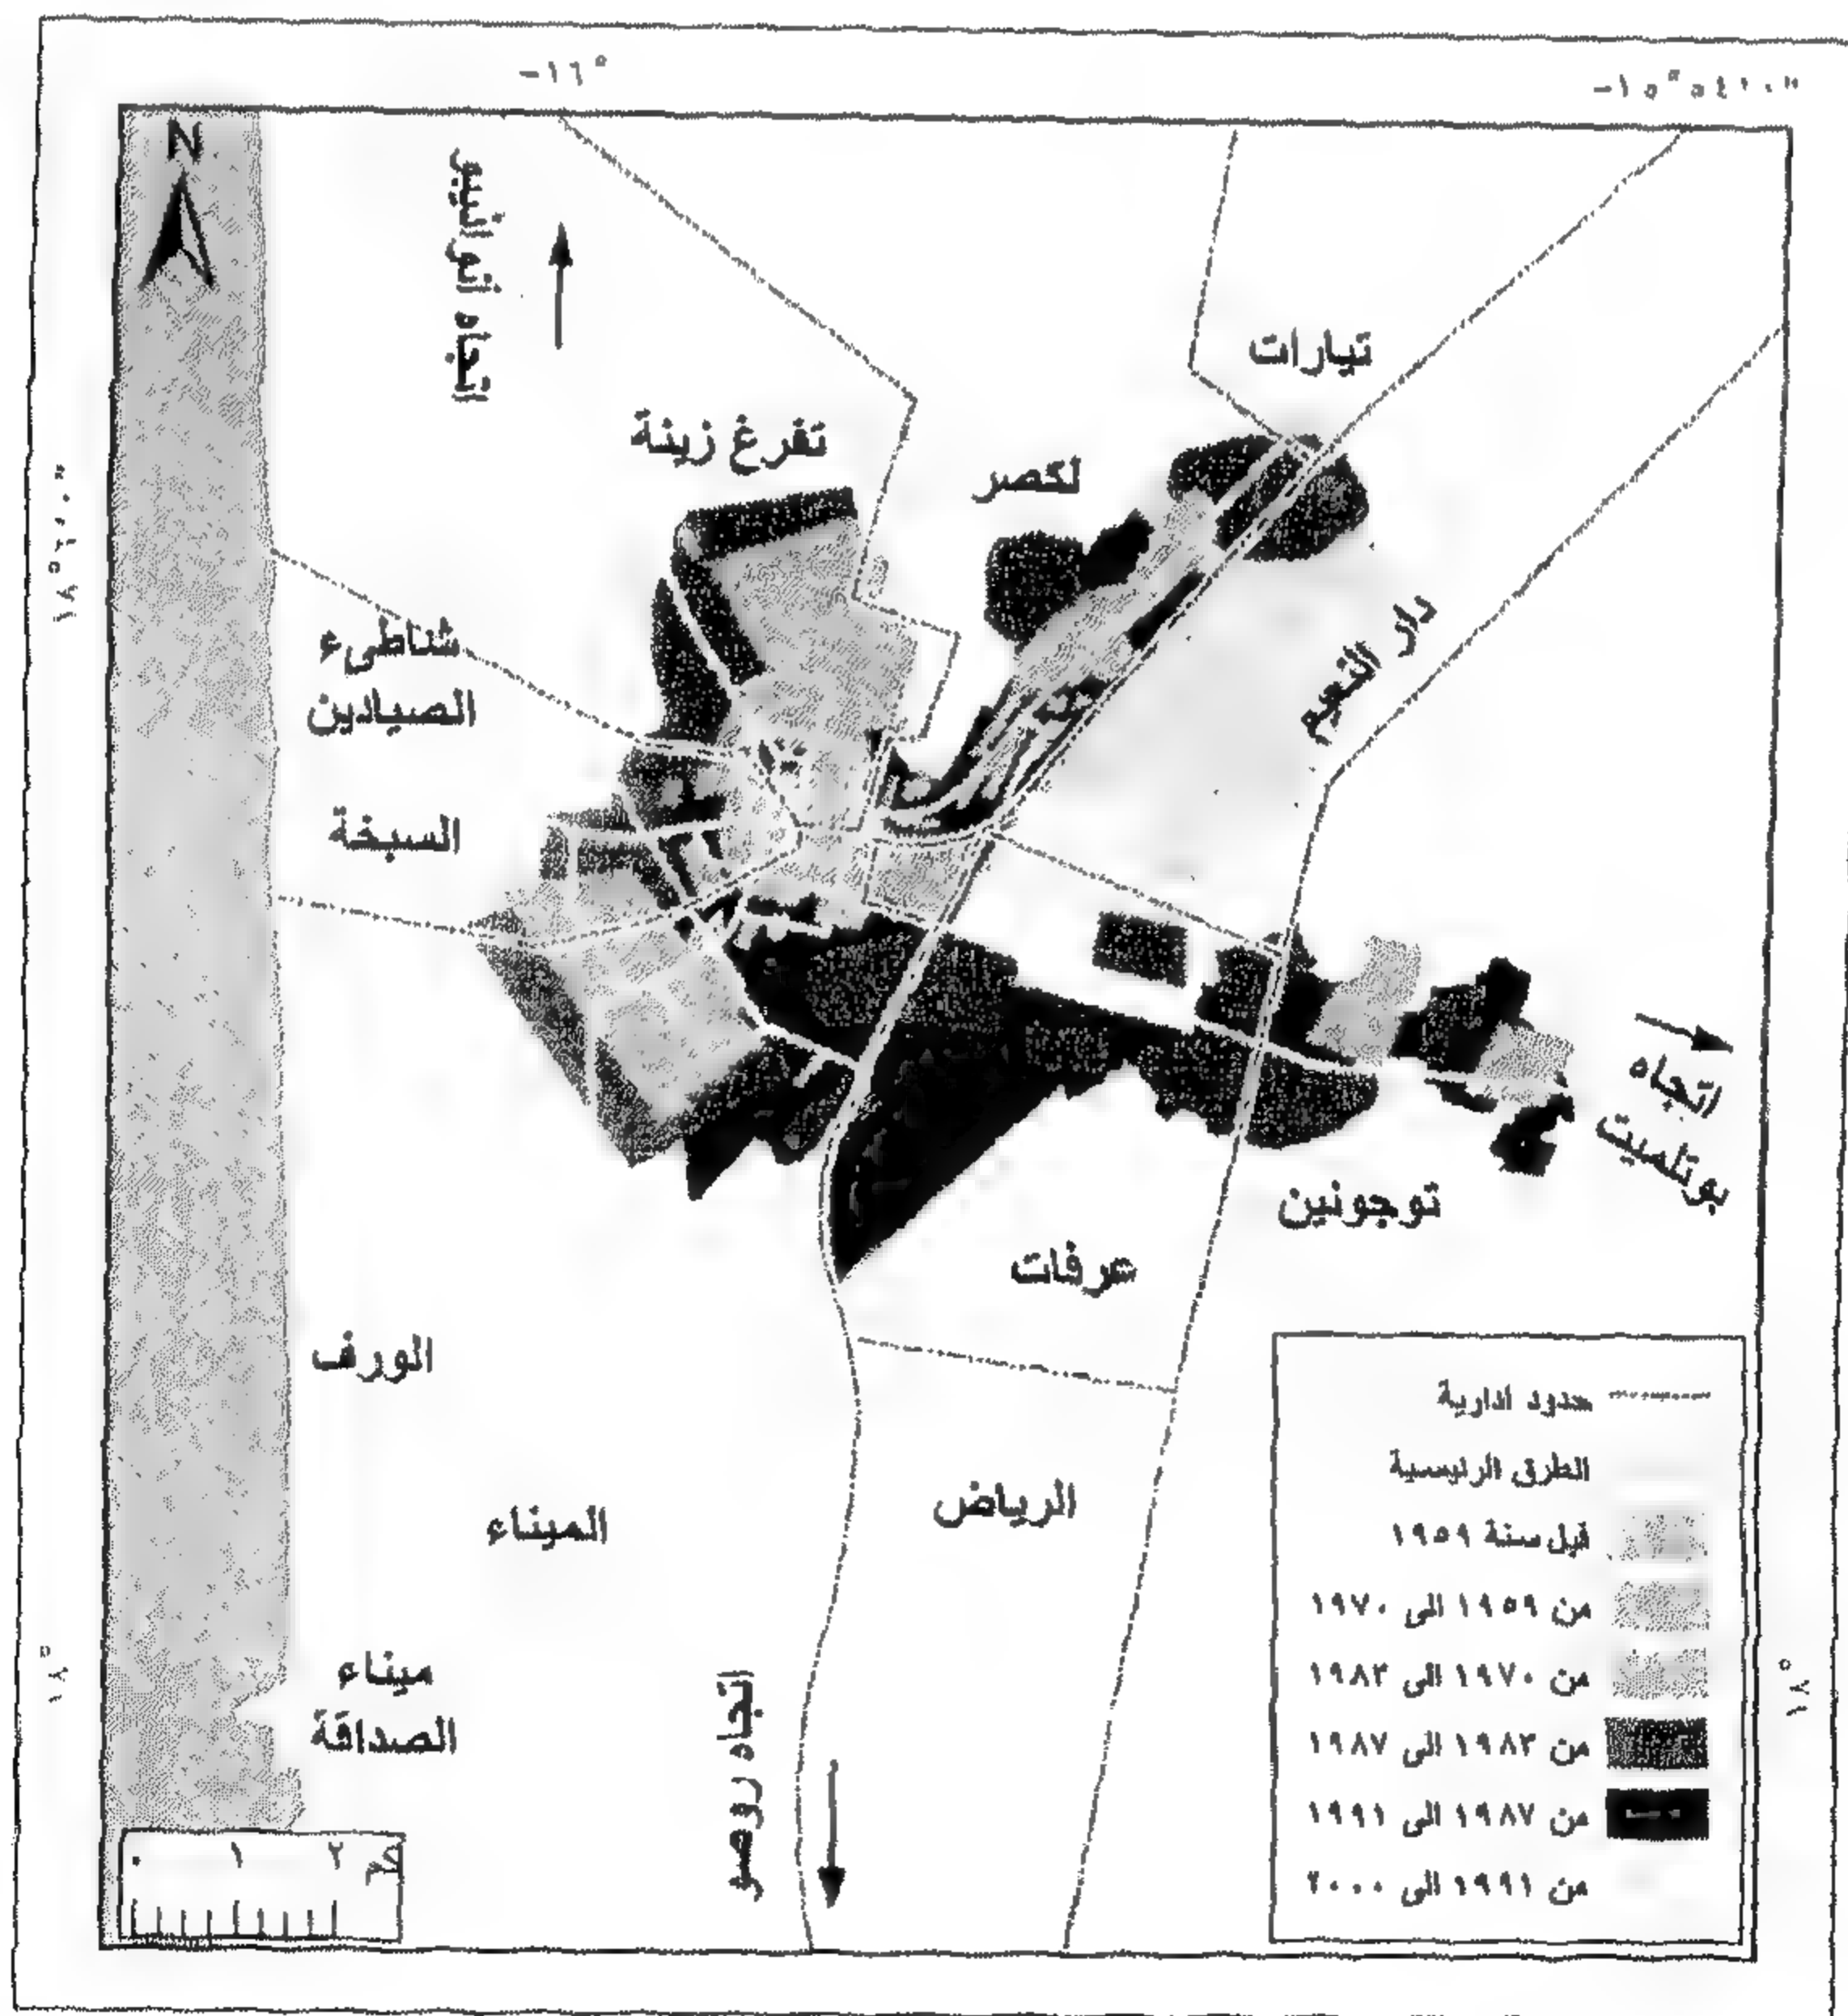 -١٦°
N
اتجاه أنواذيبو
تيارات
تفرغ زينة
لكصر
دار النعيم
شاطىء
الصيادين
السبخة
اتجاه
بوتلميت
توجونين
عرفات
الورف
الميناء
الرياض
ميناء
الصداقة
اتجاه روصو
حدود ادارية
الطرق الرئيسية
قبل سنة ١٩٥٩
من ١٩٥٩ الى ١٩٧٠
من ١٩٧٠ الى ١٩٨٣
من ١٩٨٣ الى ١٩٨٧
من ١٩٨٧ الى ١٩٩١
من ١٩٩١ الى ٢٠٠٠
٠ ١ ٢ كم